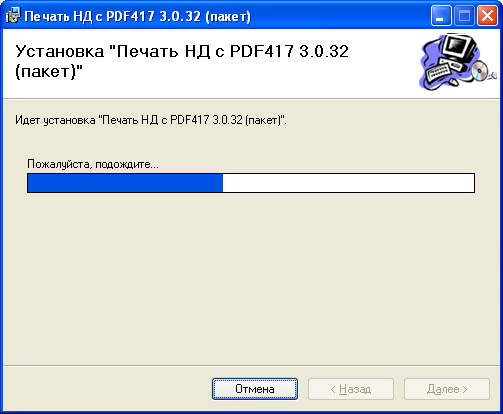 Печать НД с PDF417 3.0.32 (пакет)
Установка "Печать НД с PDF417 3.0.32
(пакет)"
Идет установка "Печать НД с PDF417 3.0.32 (пакет)".
Пожалуйста, подождите...
Отмена
< Назад
Далее >